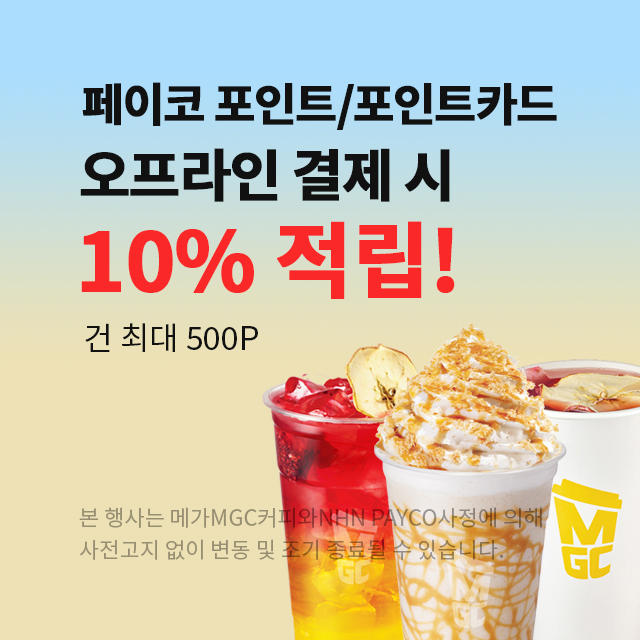 페이코 포인트/포인트카드
오프라인 결제 시
10% 적립!
건 최대 500P
본 행사는 메가MGC커피와NHN PAYCO사정에 의해
사전고지 없이 변동 및 조기 종료될 수 있습니다.
MGC
MGC
MGC